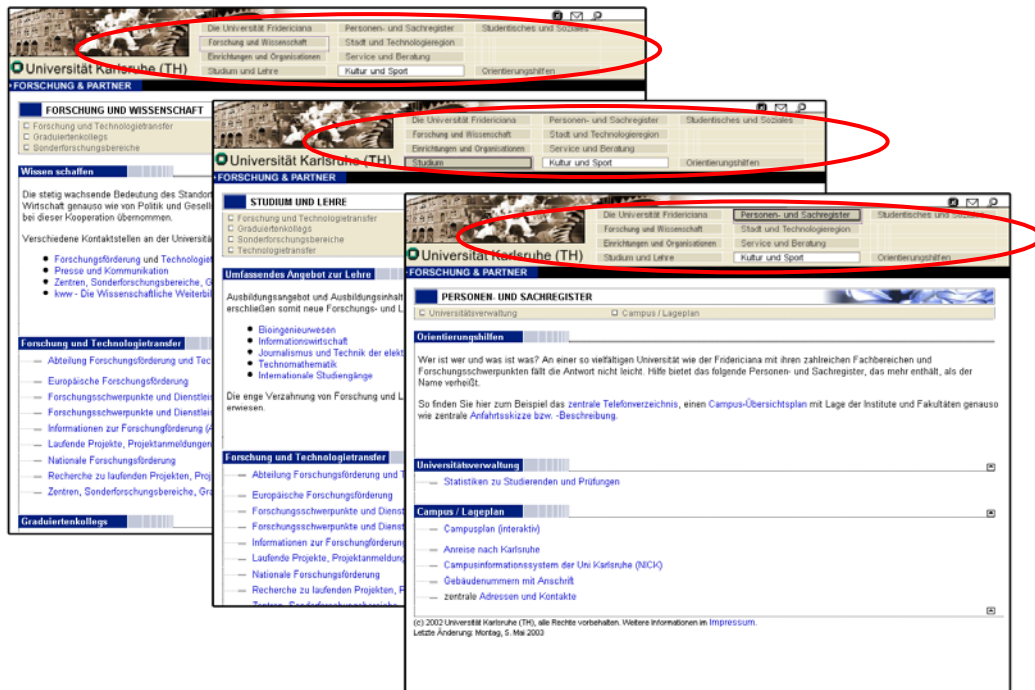 Die Universität Fridericiana Personen- und Sachregister Studentisches und Soziales
Forschung und Wissenschaft Stadt und Technologieregion
Einrichtungen und Organisationen Service und Beratung
Universität Karlsruhe (TH) Studium und Lehre Kultur und Sport Orientierungshilfen
FORSCHUNG & PARTNER
FORSCHUNG UND WISSENSCHAFT
Forschung und Technologietransfer
Graduiertenkollegs
Sonderforschungsbereiche
Wissen schaffen
Die stetig wachsende Bedeutung des Standor
Wirtschaft genauso wie von Politik und Gesell
bei dieser Kooperation übernommen.
Verschiedene Kontaktstellen an der Universitä
Forschungsförderung und Technologiet
Presse und Kommunikation
Zentren, Sonderforschungsbereiche, G
kww - Die Wissenschaftliche Weiterbil
Forschung und Technologietransfer
Abteilung Forschungsförderung und Tec
Europäische Forschungsförderung
Forschungsschwerpunkte und Dienstlei
Forschungsschwerpunkte und Dienstlei
Informationen zur Forschungsförderung (A
Laufende Projekte, Projektanmeldungen
Nationale Forschungsförderung
Recherche zu laufenden Projekten, Proj
Zentren, Sonderforschungsbereiche, Gra
Graduiertenkollegs
Die Universität Fridericiana Personen- und Sachregister Studentisches und Soziales
Forschung und Wissenschaft Stadt und Technologieregion
Einrichtungen und Organisationen Service und Beratung
Universität Karlsruhe (TH) Studium Kultur und Sport Orientierungshilfen
FORSCHUNG & PARTNER
STUDIUM UND LEHRE
Forschung und Technologietransfer
Graduiertenkollegs
Sonderforschungsbereiche
Technologietransfer
Umfassendes Angebot zur Lehre
Ausbildungsangebot und Ausbildungsinhalt
erschließen somit neue Forschungs- und L
Bioingenieurwesen
Informationswirtschaft
Journalismus und Technik der elekt
Technomathematik
Internationale Studiengänge
Die enge Verzahnung von Forschung und L
erwiesen.
Forschung und Technologietransfer
Abteilung Forschungsförderung und T
Europäische Forschungsförderung
Forschungsschwerpunkte und Dienst
Forschungsschwerpunkte und Dienst
Informationen zur Forschungsförderung
Laufende Projekte, Projektanmeldung
Nationale Forschungsförderung
Recherche zu laufenden Projekten, P
Zentren, Sonderforschungsbereiche
Die Universität Fridericiana Personen- und Sachregister Studentisches und Soziales
Forschung und Wissenschaft Stadt und Technologieregion
Einrichtungen und Organisationen Service und Beratung
Universität Karlsruhe (TH) Studium und Lehre Kultur und Sport Orientierungshilfen
FORSCHUNG & PARTNER
PERSONEN- UND SACHREGISTER
Universitätsverwaltung Campus / Lageplan
Orientierungshilfen
Wer ist wer und was ist was? An einer so vielfältigen Universität wie der Fridericiana mit ihren zahlreichen Fachbereichen und
Forschungsschwerpunkten fällt die Antwort nicht leicht. Hilfe bietet das folgende Personen- und Sachregister, das mehr enthält, als der
Name verheißt.
So finden Sie hier zum Beispiel das zentrale Telefonverzeichnis, einen Campus-Übersichtsplan mit Lage der Institute und Fakultäten genauso
wie zentrale Anfahrtsskizze bzw. -Beschreibung.
Universitätsverwaltung
Statistiken zu Studierenden und Prüfungen
Campus / Lageplan
Campusplan (interaktiv)
Anreise nach Karlsruhe
Campusinformationssystem der Uni Karlsruhe (NICK)
Gebäudenummern mit Anschrift
zentrale Adressen und Kontakte
(c) 2002 Universität Karlsruhe (TH), alle Rechte vorbehalten. Weitere Informationen im Impressum.
Letzte Änderung: Montag, 5. Mai 2003